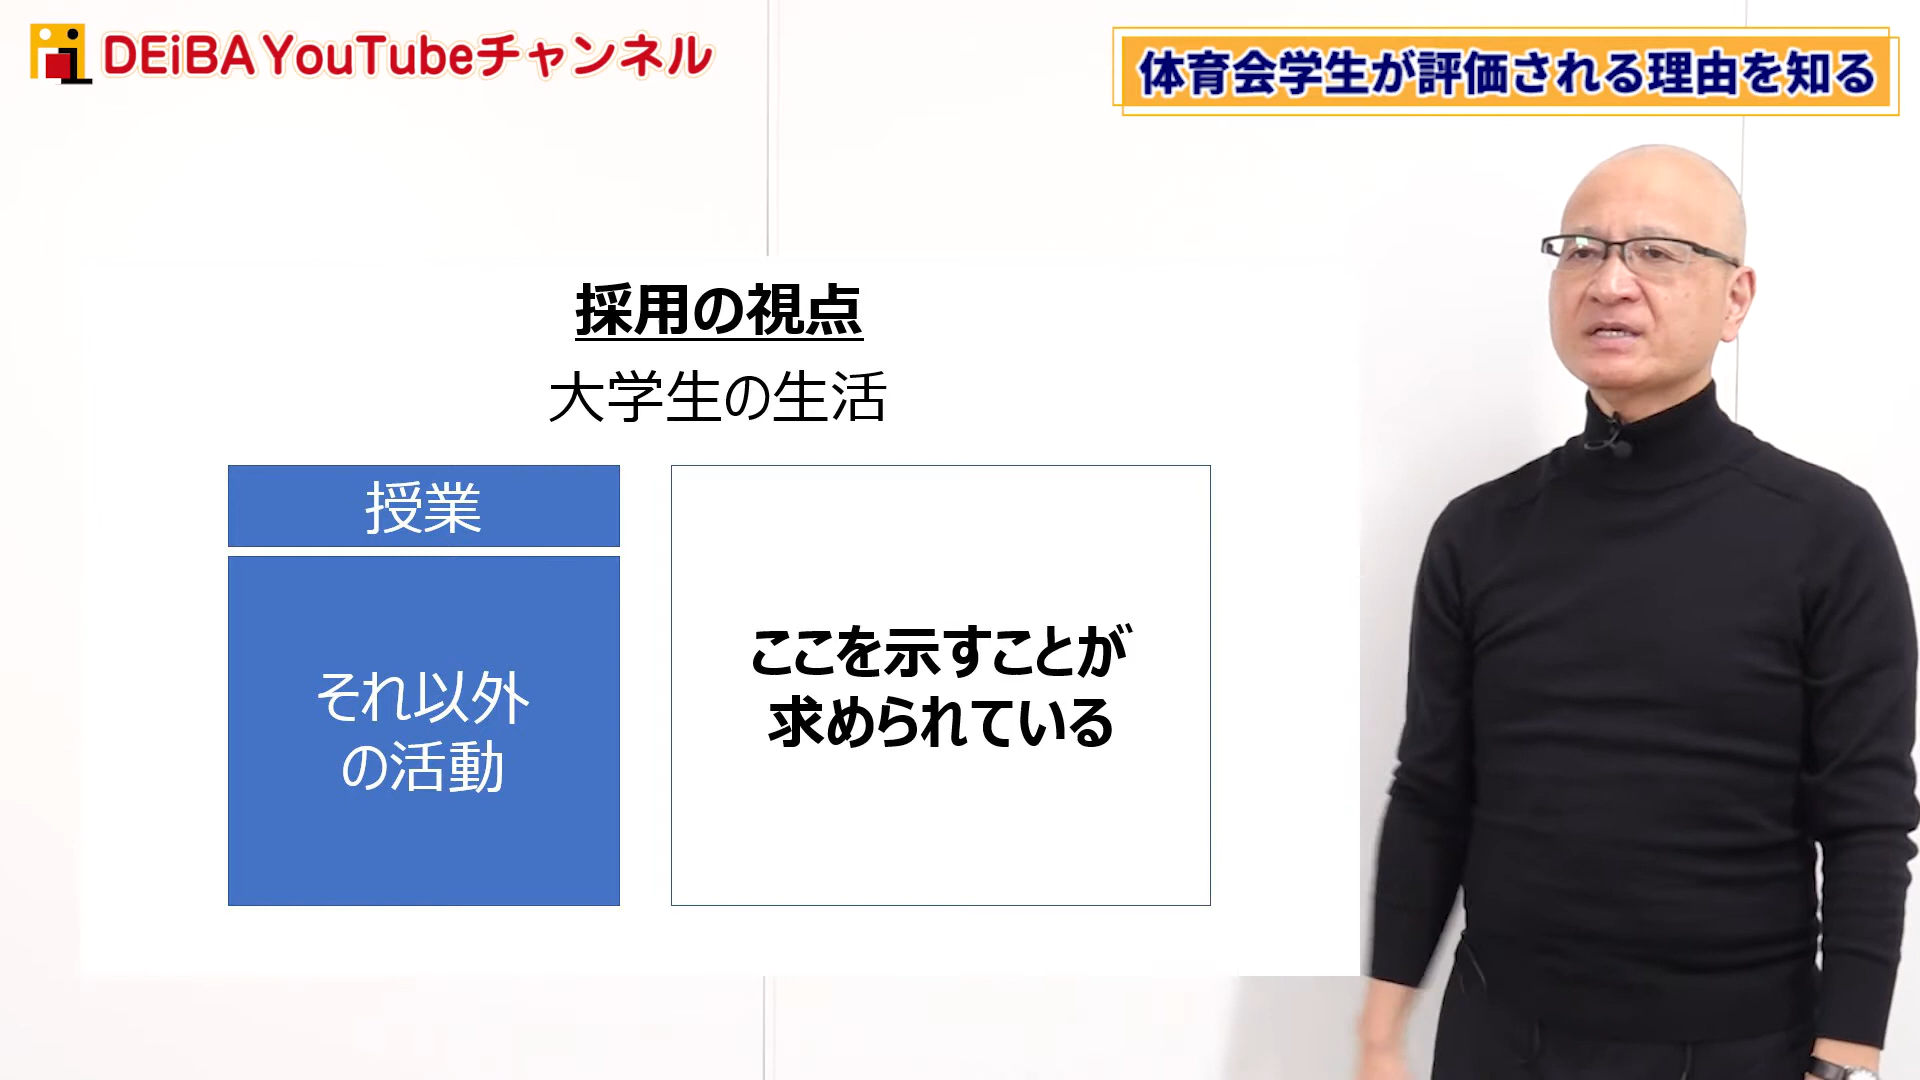 DEiBA YouTubeチャンネル
体育会学生が評価される理由を知る
採用の視点
大学生の生活
授業
それ以外
の活動
ここを示すことが
求められている